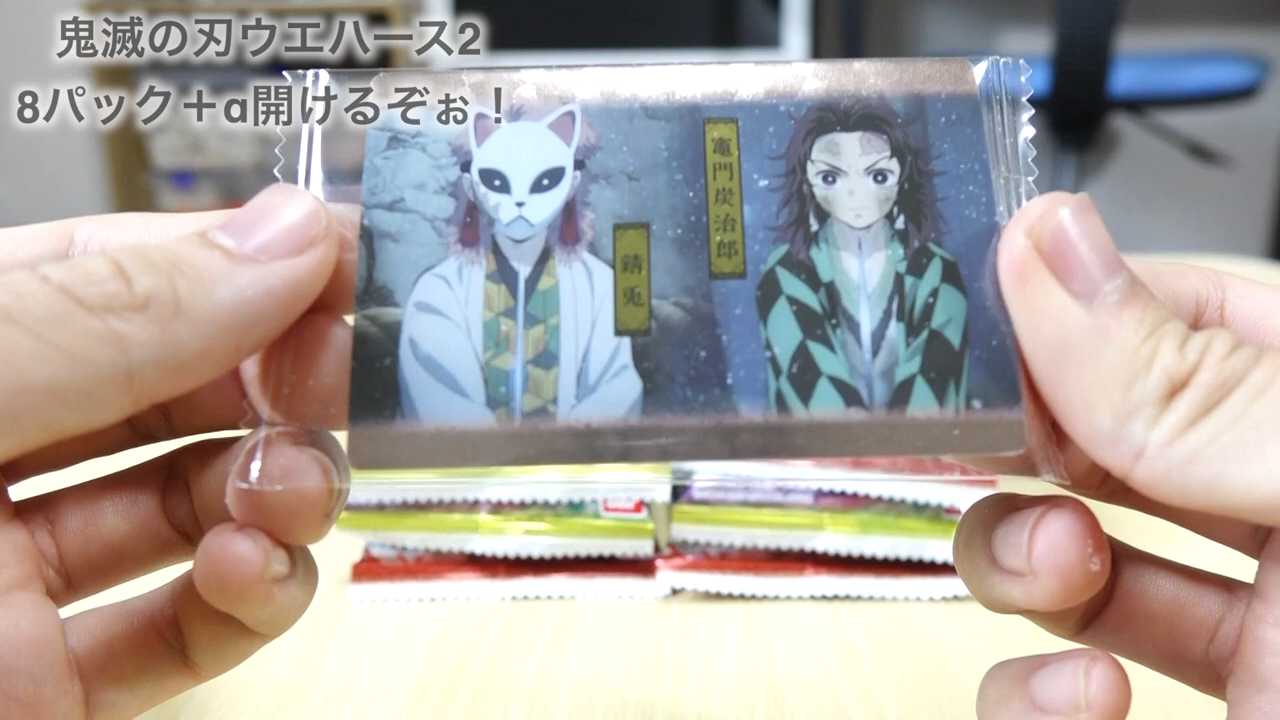 鬼滅の刃ウエハース2
8パック＋α開けるぞぉ！
竈門炭治郎
錆兎